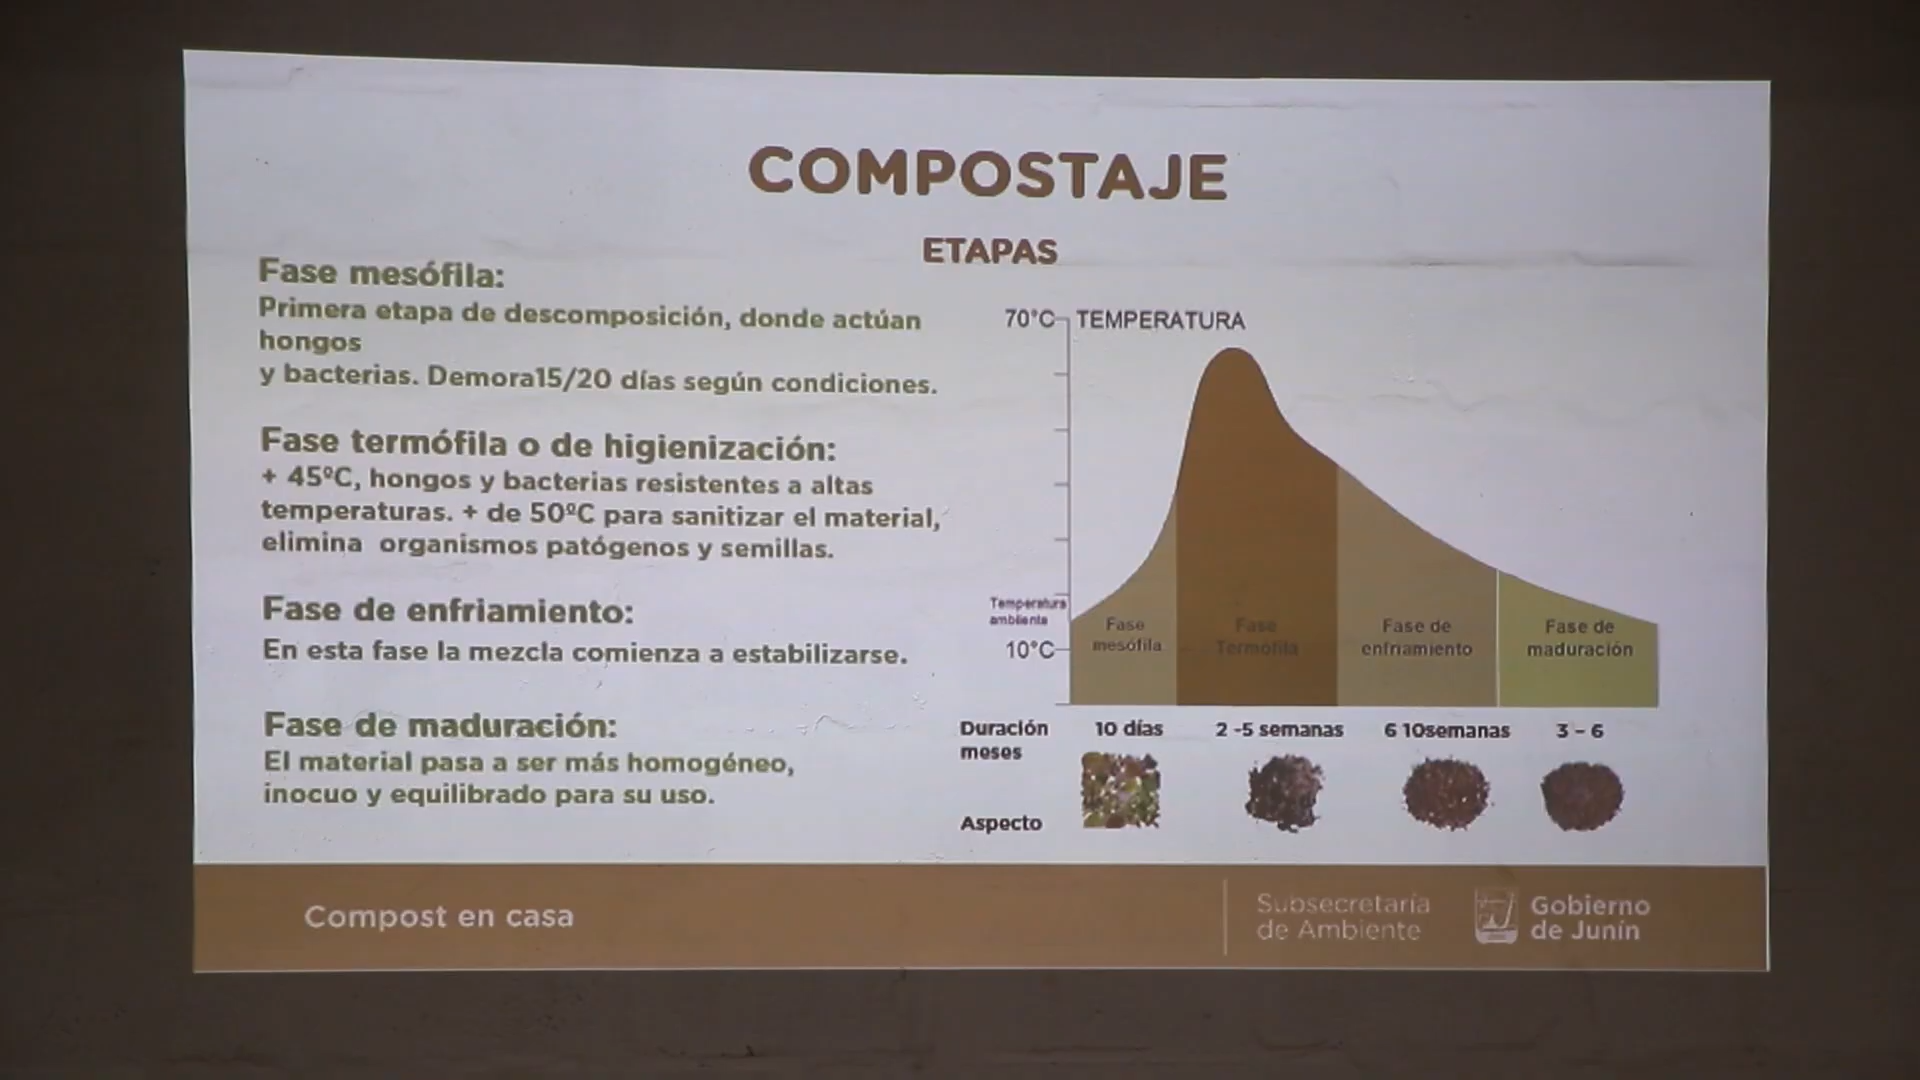 COMPOSTAJE
ETAPAS
Fase mesófila:
Primera etapa de descomposición, donde actúan
hongos
y bacterias. Demora15/20 días según condiciones.
Fase termófila o de higienización:
+ 45ºC, hongos y bacterias resistentes a altas
temperaturas. + de 50ºC para sanitizar el material,
elimina organismos patógenos y semillas.
Fase de enfriamiento:
En esta fase la mezcla comienza a estabilizarse.
Fase de maduración:
El material pasa a ser más homogéneo,
inocuo y equilibrado para su uso.
70°C TEMPERATURA
Temperatura
ambiente
10°C
Fase
mesófila
Fase
Termófila
Fase de
enfriamiento
Fase de
maduración
Duración 10 días 2 -5 semanas 6 10semanas 3 – 6
meses
Aspecto
Compost en casa
Subsecretaría
de Ambiente
Gobierno
de Junín